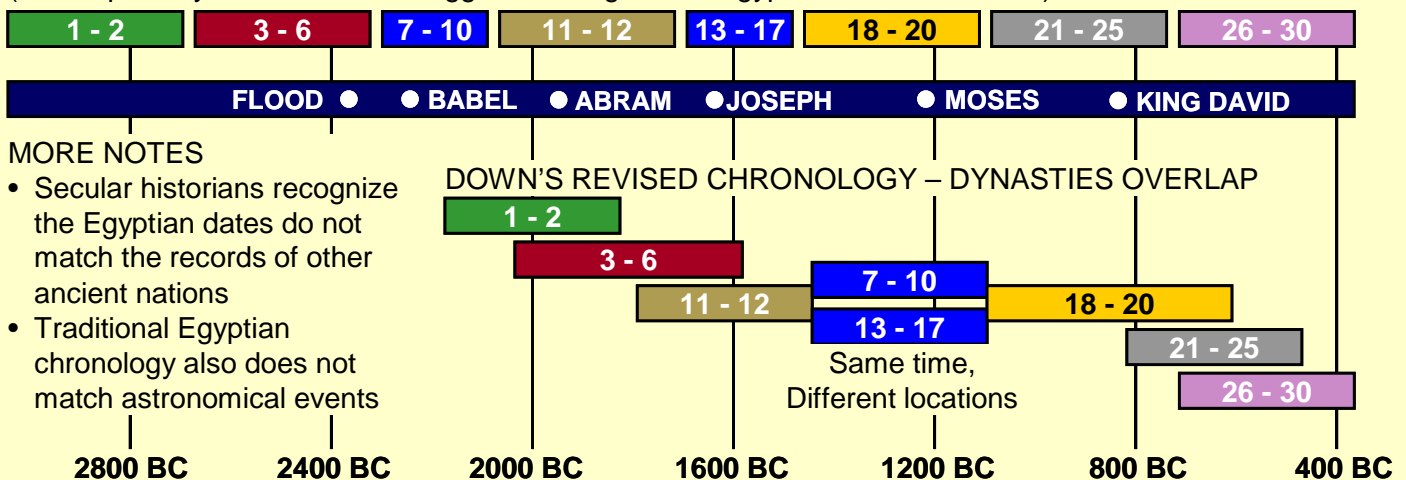 1 - 2 3 - 6 7 - 10 11 - 12 13 - 17 18 - 20 21 - 25 26 - 30
FLOOD BABEL ABRAM JOSEPH MOSES KING DAVID
MORE NOTES
• Secular historians recognize
the Egyptian dates do not
match the records of other
ancient nations
• Traditional Egyptian
chronology also does not
match astronomical events
DOWN'S REVISED CHRONOLOGY – DYNASTIES OVERLAP
1 - 2
3 - 6
7 - 10
11 - 12 18 - 20
13 - 17
21 - 25
Same time,
Different locations
26 - 30
2800 BC 2400 BC 2000 BC 1600 BC 1200 BC 800 BC 400 BC